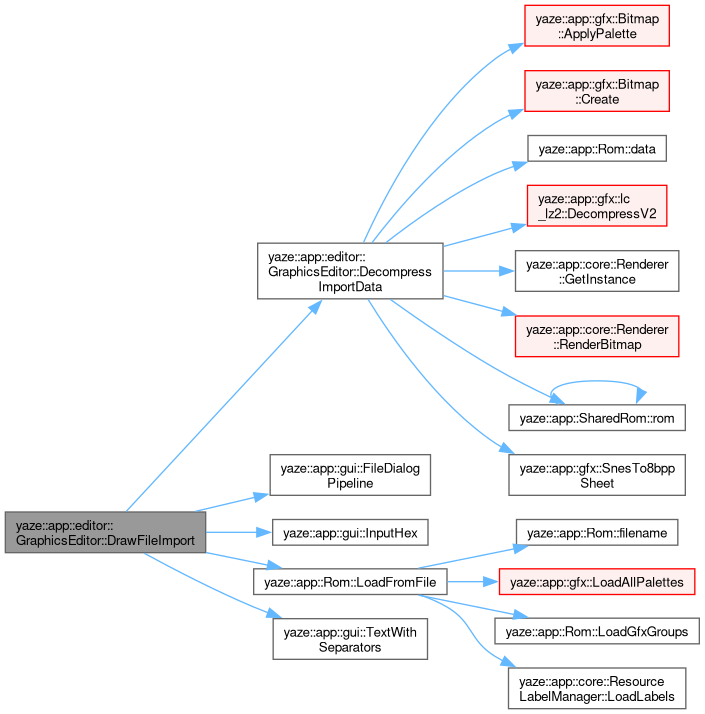 yaze::app::gfx::Bitmap
::ApplyPalette
yaze::app::gfx::Bitmap
::Create
yaze::app::Rom::data
yaze::app::gfx::lc
_lz2::DecompressV2
yaze::app::editor::
GraphicsEditor::Decompress
ImportData
yaze::app::core::Renderer
::GetInstance
yaze::app::core::Renderer
::RenderBitmap
yaze::app::SharedRom::rom
yaze::app::gfx::SnesTo8bpp
Sheet
yaze::app::gui::FileDialog
Pipeline
yaze::app::editor::
GraphicsEditor::DrawFileImport
yaze::app::gui::InputHex
yaze::app::Rom::filename
yaze::app::Rom::LoadFromFile
yaze::app::gfx::LoadAllPalettes
yaze::app::gui::TextWith
Separators
yaze::app::Rom::LoadGfxGroups
yaze::app::core::Resource
LabelManager::LoadLabels